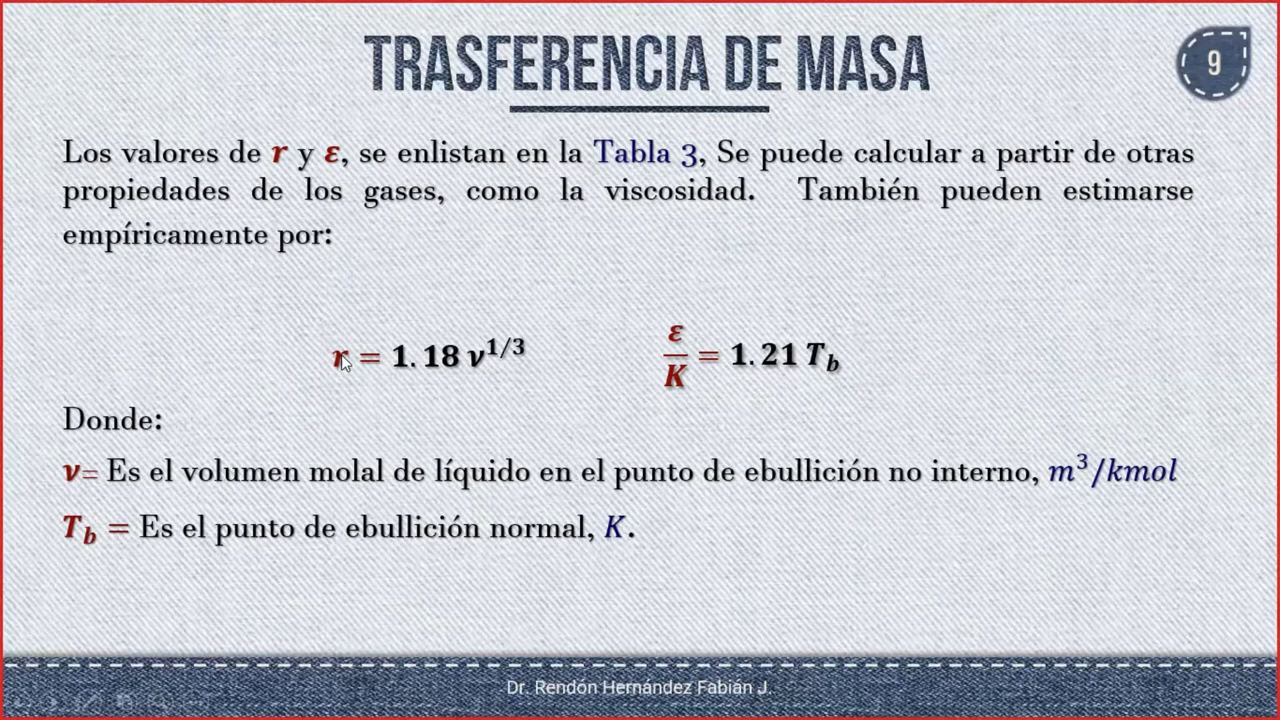 TRASFERENCIA DE MASA
9
Los valores de r y ε, se enlistan en la Tabla 3, Se puede calcular a partir de otras
propiedades de los gases, como la viscosidad. También pueden estimarse
empíricamente por:
r = 1.18 ν^{1/3}    ε/K = 1.21 T_b
Donde:
ν= Es el volumen molal de líquido en el punto de ebullición no interno, m³/kmol
T_b = Es el punto de ebullición normal, K.
Dr. Rendón Hernández Fabián J.